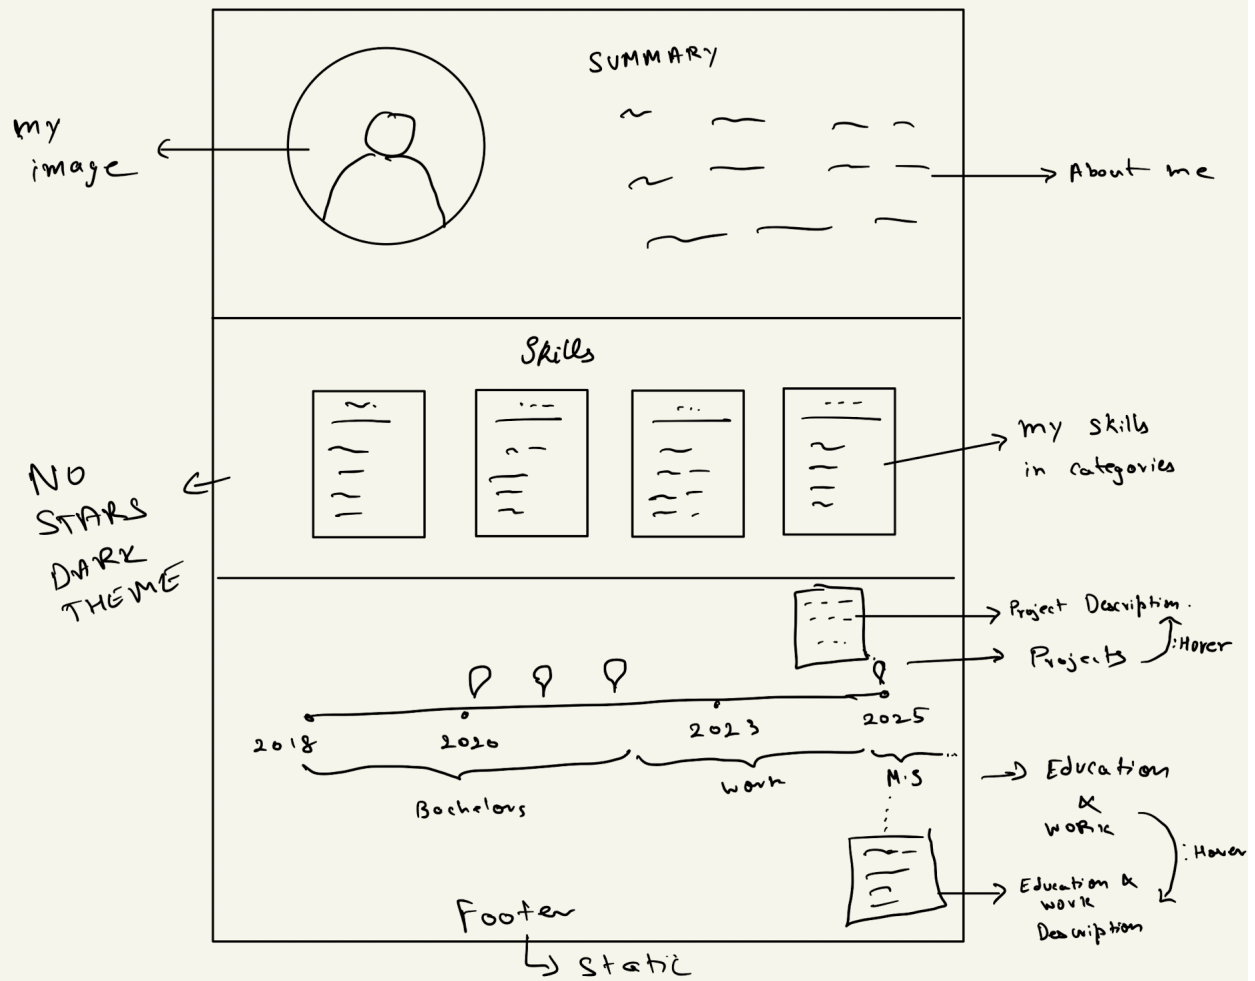 SUMMARY
my
image
About me
Skills
my skills
in categories
NO
STARS
DARK
THEME
Project Description.
Projects
:Hover
2018
2020
2023
2025
Bachelors
work
M.S
Education
&
WORK
:Hover
Education &
work
Description
Footer
static